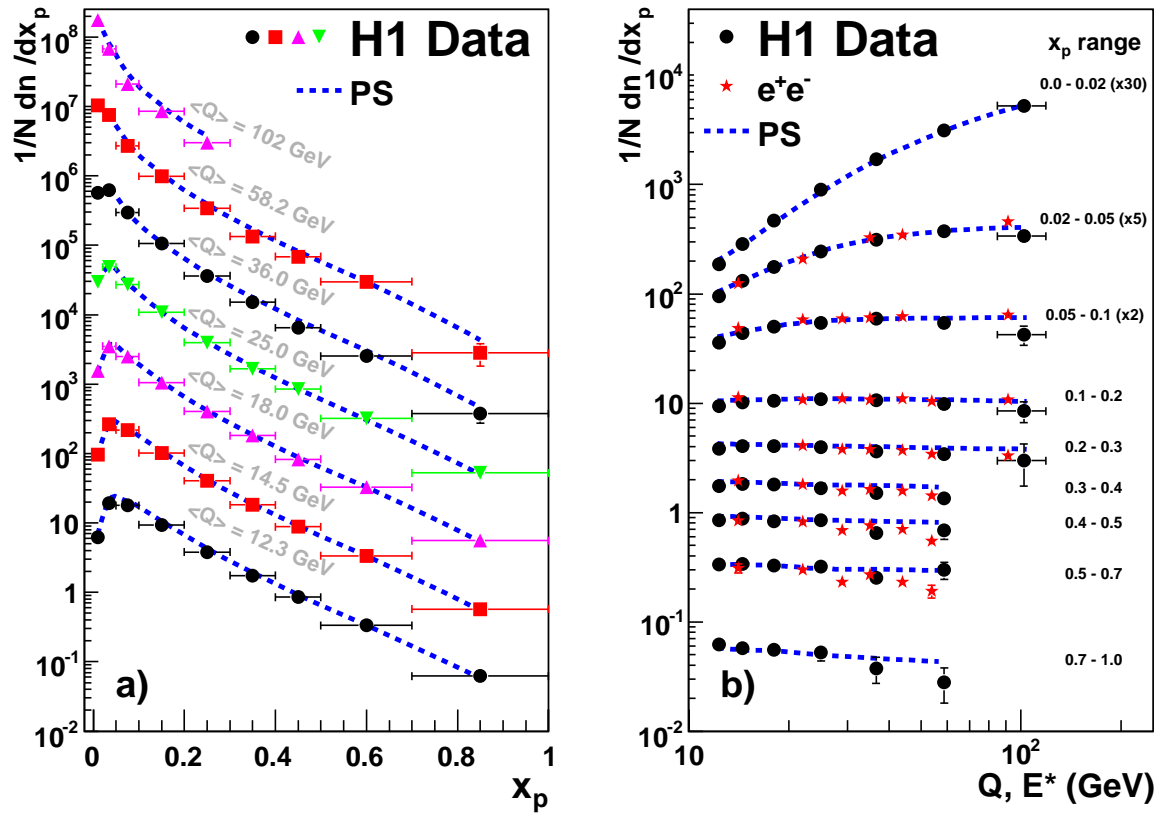 1/N dn /dx_p
10^8
10^7
10^6
10^5
10^4
10^3
10^2
10
1
10^-1
10^-2
H1 Data
PS
<Q> = 102 GeV
<Q> = 58.2 GeV
<Q> = 36.0 GeV
<Q> = 25.0 GeV
<Q> = 18.0 GeV
<Q> = 14.5 GeV
<Q> = 12.3 GeV
a)
0 0.2 0.4 0.6 0.8 1
x_p
1/N dn /dx_p
10^4
10^3
10^2
10
1
10^-1
10^-2
H1 Data
e^+e^-
PS
x_p range
0.0 - 0.02 (x30)
0.02 - 0.05 (x5)
0.05 - 0.1 (x2)
0.1 - 0.2
0.2 - 0.3
0.3 - 0.4
0.4 - 0.5
0.5 - 0.7
0.7 - 1.0
b)
10 10^2
Q, E* (GeV)